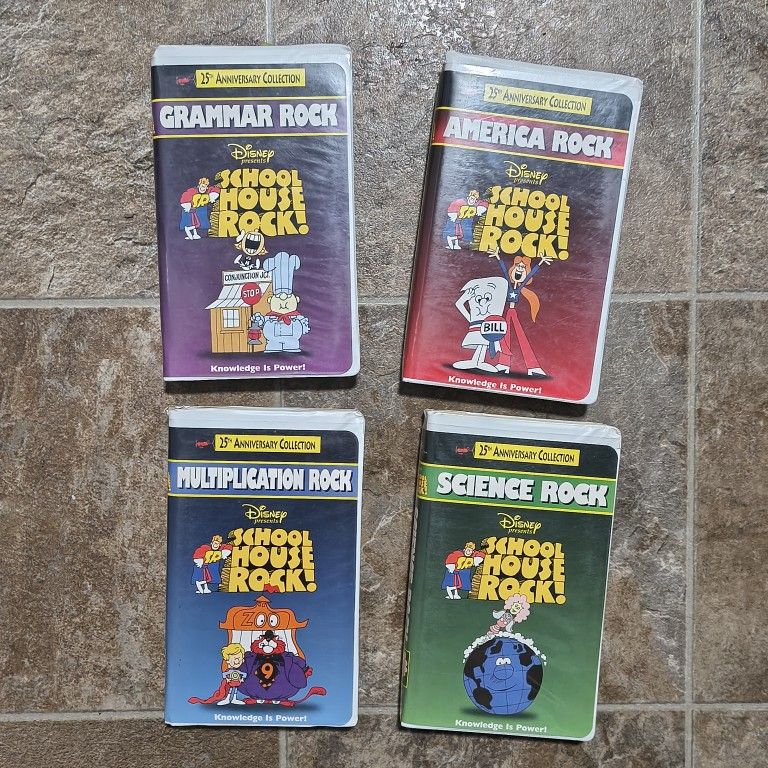 25TH ANNIVERSARY COLLECTION
GRAMMAR ROCK
Disney
presents
SCHOOL
HOUSE
ROCK!
CONJUNCTION JCT.
STOP
Knowledge Is Power!
25TH ANNIVERSARY COLLECTION
AMERICA ROCK
Disney
presents
SCHOOL
HOUSE
ROCK!
BILL
Knowledge Is Power!
25TH ANNIVERSARY COLLECTION
MULTIPLICATION ROCK
Disney
presents
SCHOOL
HOUSE
ROCK!
ZOO
9
Knowledge Is Power!
25TH ANNIVERSARY COLLECTION
SCIENCE ROCK
Disney
presents
SCHOOL
HOUSE
ROCK!
Knowledge Is Power!